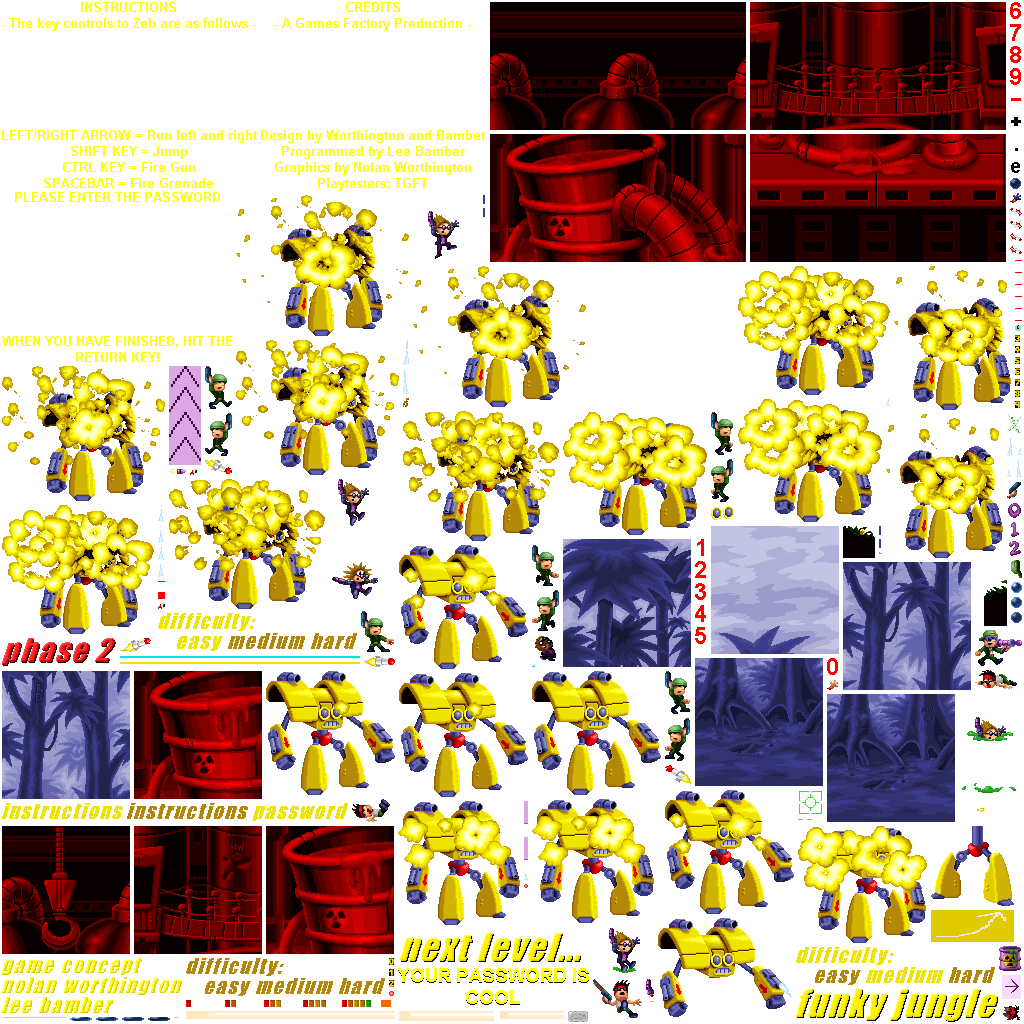 INSTRUCTIONS
- The key controls to Zeb are as follows -
CREDITS
- A Games Factory Production -
6
7
8
9
-
+
.
e
LEFT/RIGHT ARROW = Run left and right
SHIFT KEY = Jump
CTRL KEY = Fire Gun
SPACEBAR = Fire Grenade
Design by Worthington and Bamber
Programmed by Lee Bamber
Graphics by Nolan Worthington
Playtesters: TGFT
PLEASE ENTER THE PASSWORD
WHEN YOU HAVE FINISHED, HIT THE
RETURN KEY!
0
1
2
1
2
3
4
5
0
difficulty:
easy medium hard
phase 2
instructions instructions password
game concept
nolan worthington
lee bamber
difficulty:
easy medium hard
next level...
YOUR PASSWORD IS
COOL
difficulty:
easy medium hard
funky jungle